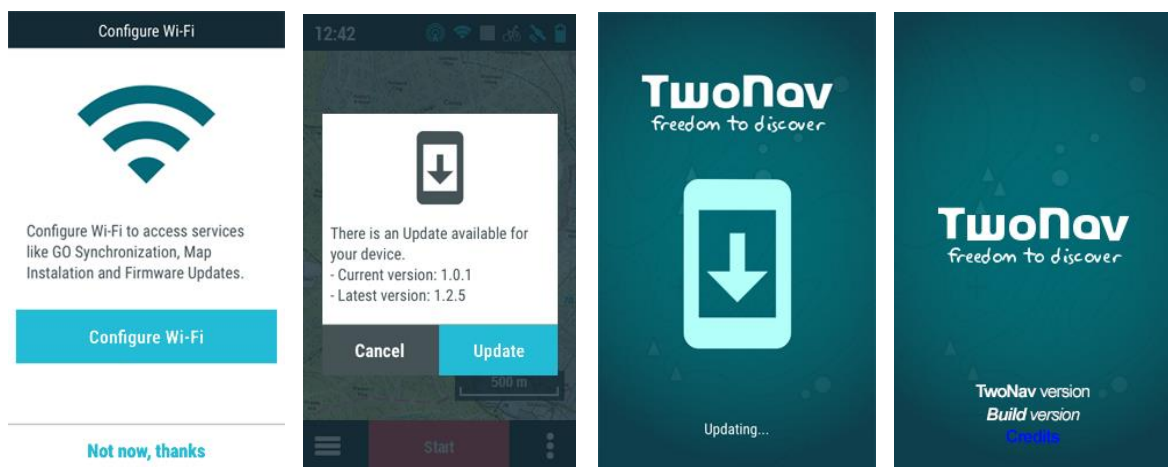 Configure Wi-Fi
Configure Wi-Fi to access services
like GO Synchronization, Map
Instalation and Firmware Updates.
Configure Wi-Fi
Not now, thanks
12:42
There is an Update available for
your device.
- Current version: 1.0.1
- Latest version: 1.2.5
Cancel
Update
500 m
Start
TwoNav
freedom to discover
Updating...
TwoNav
freedom to discover
TwoNav version
Build version
Credits